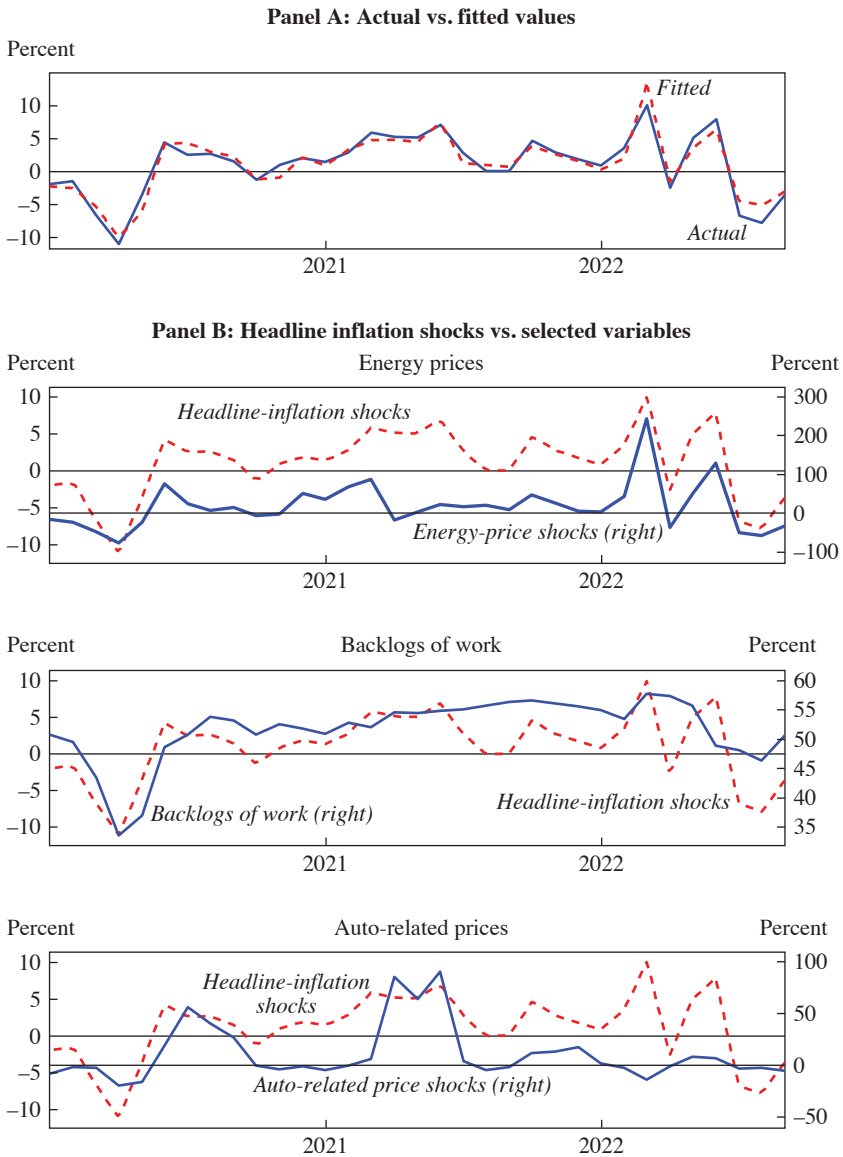 Panel A: Actual vs. fitted values
Percent
10
5
0
–5
–10
Fitted
Actual
2021 2022
Panel B: Headline inflation shocks vs. selected variables
Percent Energy prices Percent
10
5
0
–5
–10
300
200
100
0
–100
Headline-inflation shocks
Energy-price shocks (right)
2021 2022
Percent Backlogs of work Percent
10
5
0
–5
–10
60
55
50
45
40
35
Backlogs of work (right)
Headline-inflation shocks
2021 2022
Percent Auto-related prices Percent
10
5
0
–5
–10
100
50
0
–50
Headline-inflation
shocks
Auto-related price shocks (right)
2021 2022